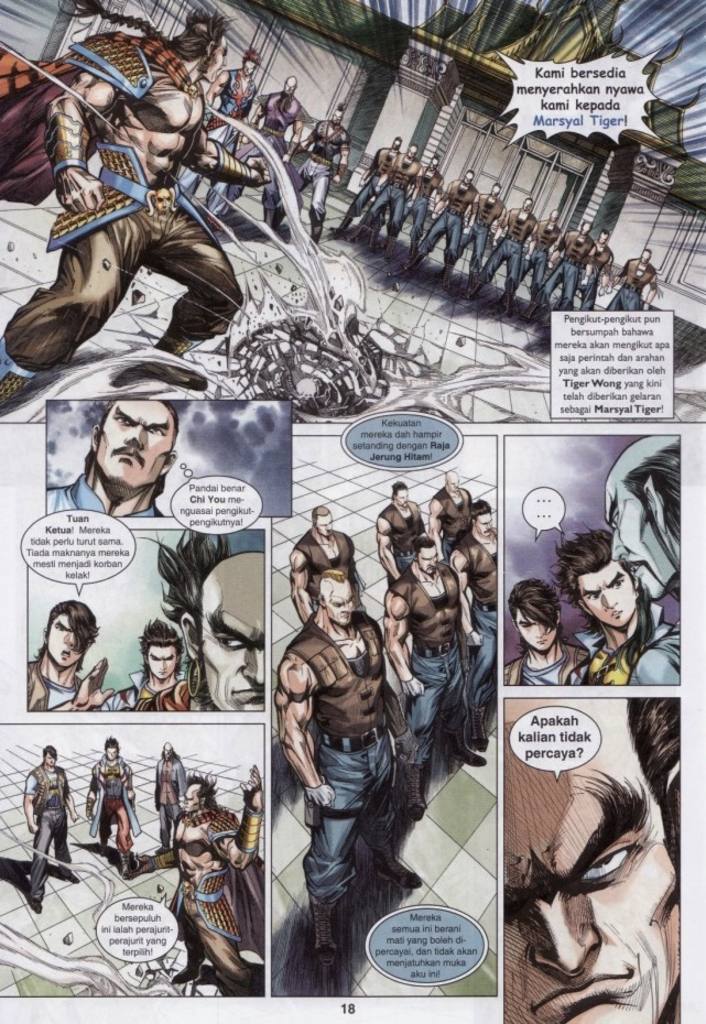 Kami bersedia
menyerahkan nyawa
kami kepada
Marsyal Tiger!
Pengikut-pengikut pun
bersumpah bahawa
mereka akan mengikut apa
saja perintah dan arahan
yang akan diberikan oleh
Tiger Wong yang kini
telah diberikan gelaran
sebagai Marsyal Tiger!
Pandai benar
Chi You me-
nguasai pengikut-
pengikutnya!
Tuan
Ketua! Mereka
tidak perlu turut sama.
Tiada maknanya mereka
mesti menjadi korban
kelak!
Mereka
bersepuluh
ini ialah perajurit-
perajurit yang
terpilih!
Kekuatan
mereka dah hampir
setanding dengan Raja
Jerung Hitam!
Mereka
semua ini berani
mati yang boleh di-
percayai, dan tidak akan
menjatuhkan muka
aku ini!
...
...
Apakah
kalian tidak
percaya?
18